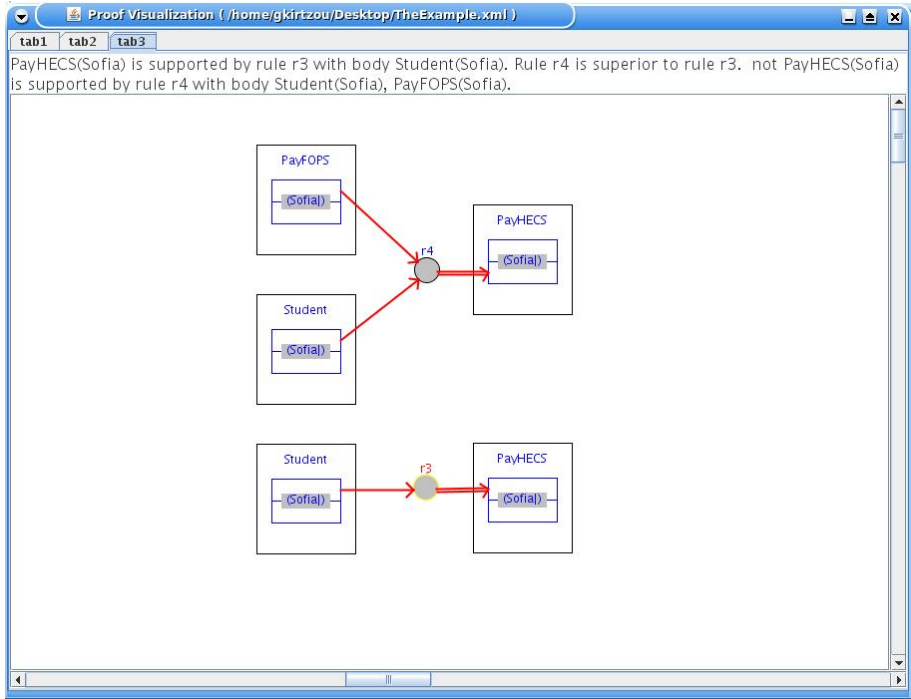 Proof Visualization ( /home/gkirtzou/Desktop/TheExample.xml )
tab1 tab2 tab3
PayHECS(Sofia) is supported by rule r3 with body Student(Sofia). Rule r4 is superior to rule r3.  not PayHECS(Sofia)
is supported by rule r4 with body Student(Sofia), PayFOPS(Sofia).
PayFOPS
(Sofia|)
r4
PayHECS
(Sofia|)
Student
(Sofia|)
Student
(Sofia|)
r3
PayHECS
(Sofia|)